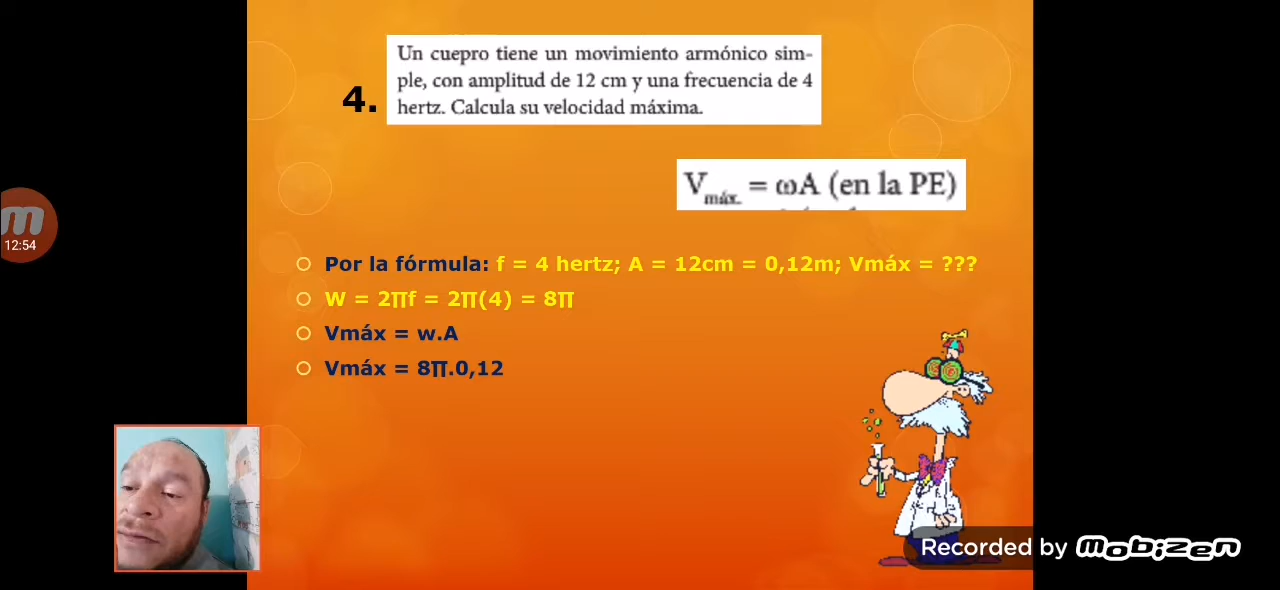 Un cuepro tiene un movimiento armónico sim-
ple, con amplitud de 12 cm y una frecuencia de 4
hertz. Calcula su velocidad máxima.
4.
Vmáx. = ωA (en la PE)
12:54
Por la fórmula: f = 4 hertz; A = 12cm = 0,12m; Vmáx = ???
W = 2π f = 2π(4) = 8π
Vmáx = w.A
Vmáx = 8π.0,12
Recorded by mobizen